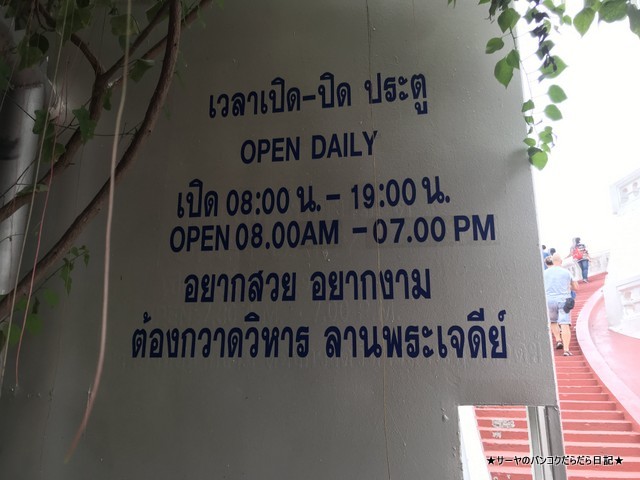 เวลาเปิด-ปิด ประตู
OPEN DAILY
เปิด 08:00 น. - 19:00 น.
OPEN 08.00AM - 07.00 PM
อยากสวย อยากงาม
ต้องกวาดวิหาร ลานพระเจดีย์
★サーヤのバンコクだらだら日記★